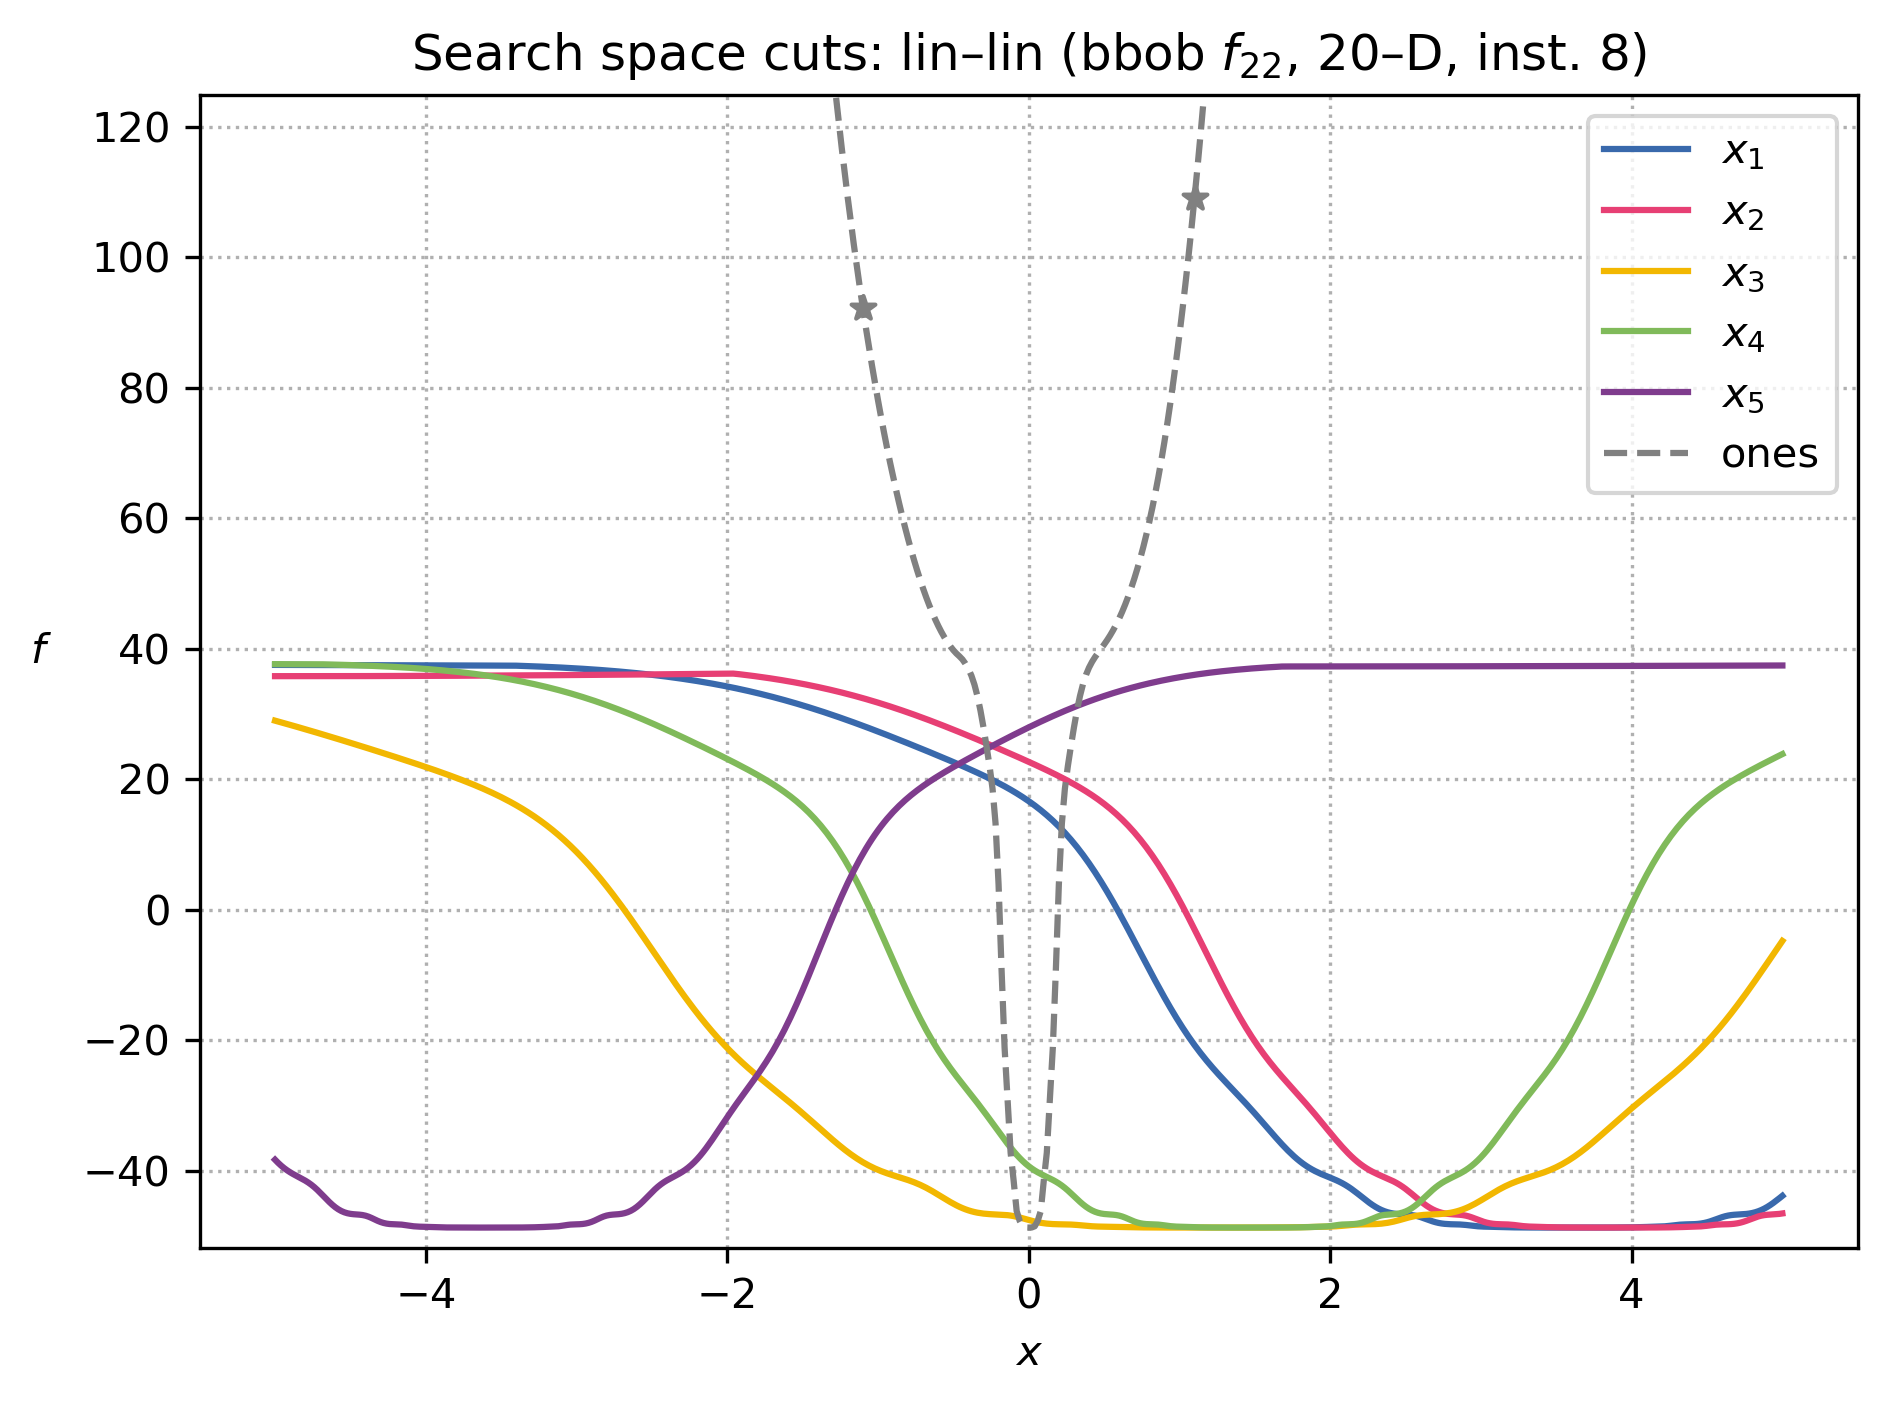 Search space cuts: lin–lin (bbob f₂₂, 20–D, inst. 8)
120
100
80
60
40
20
0
−20
−40
f
x₁
x₂
x₃
x₄
x₅
ones
−4
−2
0
2
4
x